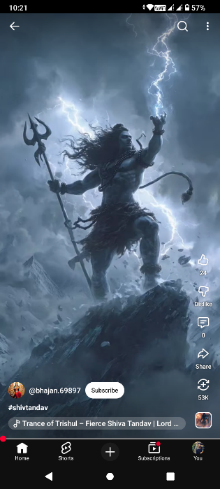 10:21
57%
24
Dislike
0
Share
53K
@bhajan.69897
Subscribe
#shivtandav
Trance of Trishul – Fierce Shiva Tandav | Lord ...
Home
Shorts
Subscriptions
You